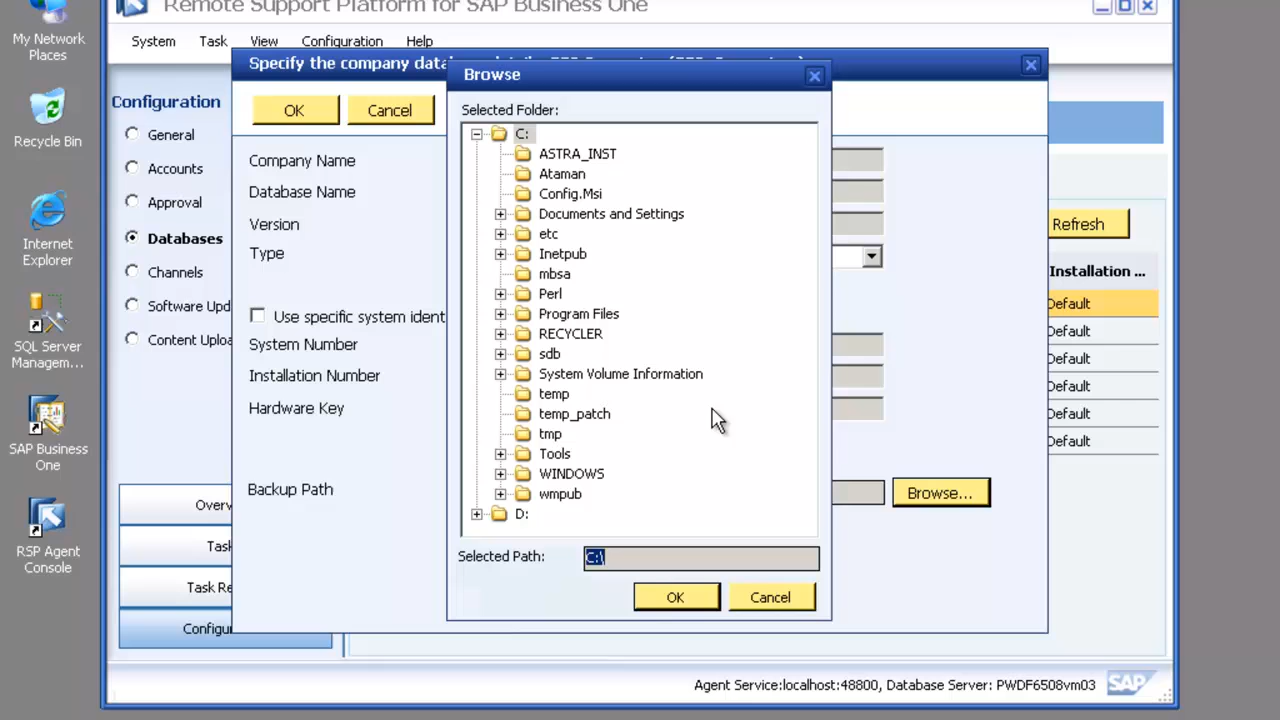 My Network
Places
Recycle Bin
Internet
Explorer
SQL Server
Managem...
SAP Business
One
RSP Agent
Console
Remote Support Platform for SAP Business One
System Task View Configuration Help
Configuration
General
Accounts
Approval
Databases
Channels
Software Upd
Content Uploa
Overv
Task
Task Re
Configu
Specify the company data
OK Cancel
Company Name
Database Name
Version
Type
Use specific system ident
System Number
Installation Number
Hardware Key
Backup Path
Browse...
Browse
Selected Folder:
C:
ASTRA_INST
Ataman
Config.Msi
Documents and Settings
etc
Inetpub
mbsa
Perl
Program Files
RECYCLER
sdb
System Volume Information
temp
temp_patch
tmp
Tools
WINDOWS
wmpub
D:
Selected Path: C:\
OK Cancel
Refresh
Installation ...
Default
Default
Default
Default
Default
Default
Agent Service:localhost:48800, Database Server: PWDF6508vm03
SAP